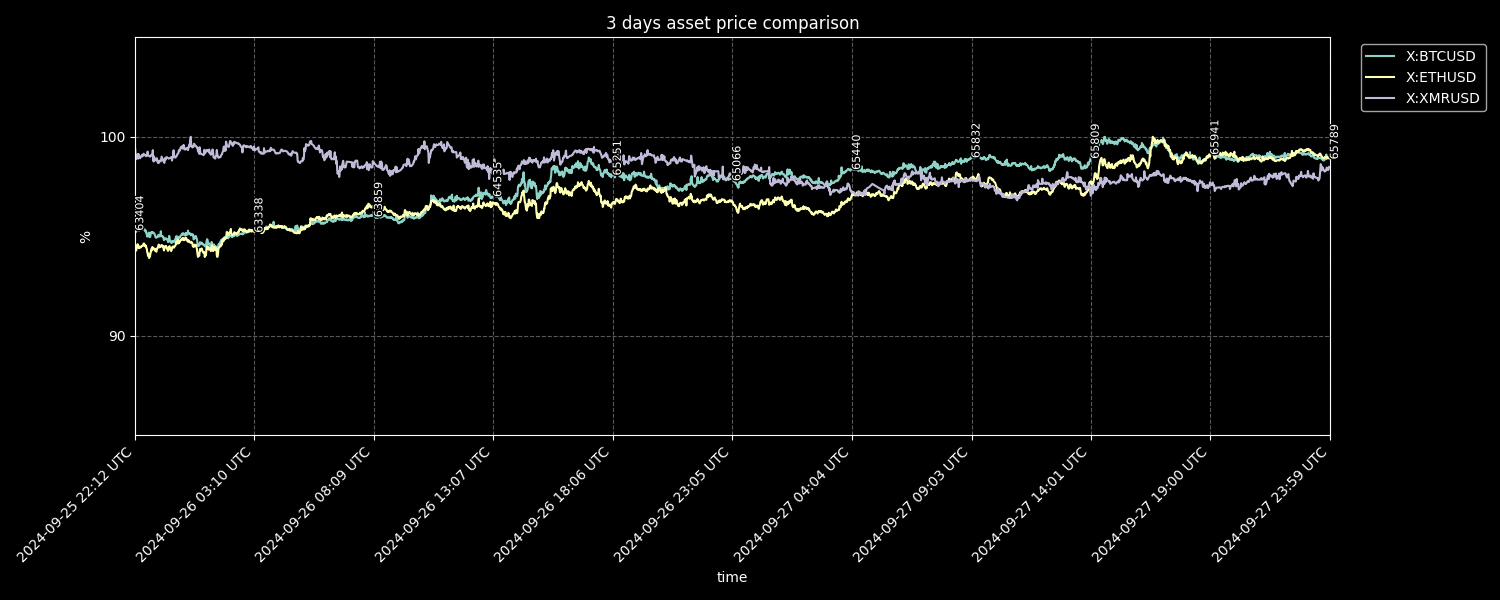 3 days asset price comparison
X:BTCUSD
X:ETHUSD
X:XMRUSD
100
90
%
63404
63338
63859
64535
65251
65066
65440
65832
65809
65941
65789
2024-09-25 22:12 UTC
2024-09-26 03:10 UTC
2024-09-26 08:09 UTC
2024-09-26 13:07 UTC
2024-09-26 18:06 UTC
2024-09-26 23:05 UTC
2024-09-27 04:04 UTC
2024-09-27 09:03 UTC
2024-09-27 14:01 UTC
2024-09-27 19:00 UTC
2024-09-27 23:59 UTC
time